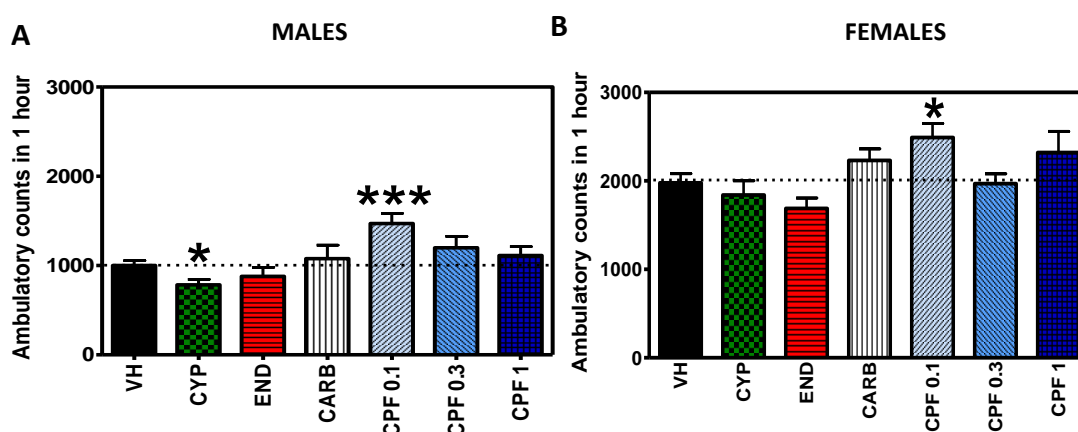 A
MALES
Ambulatory counts in 1 hour
3000
2000
1000
0
*
***
VH
CYP
END
CARB
CPF 0.1
CPF 0.3
CPF 1
B
FEMALES
Ambulatory counts in 1 hour
3000
2000
1000
0
*
VH
CYP
END
CARB
CPF 0.1
CPF 0.3
CPF 1